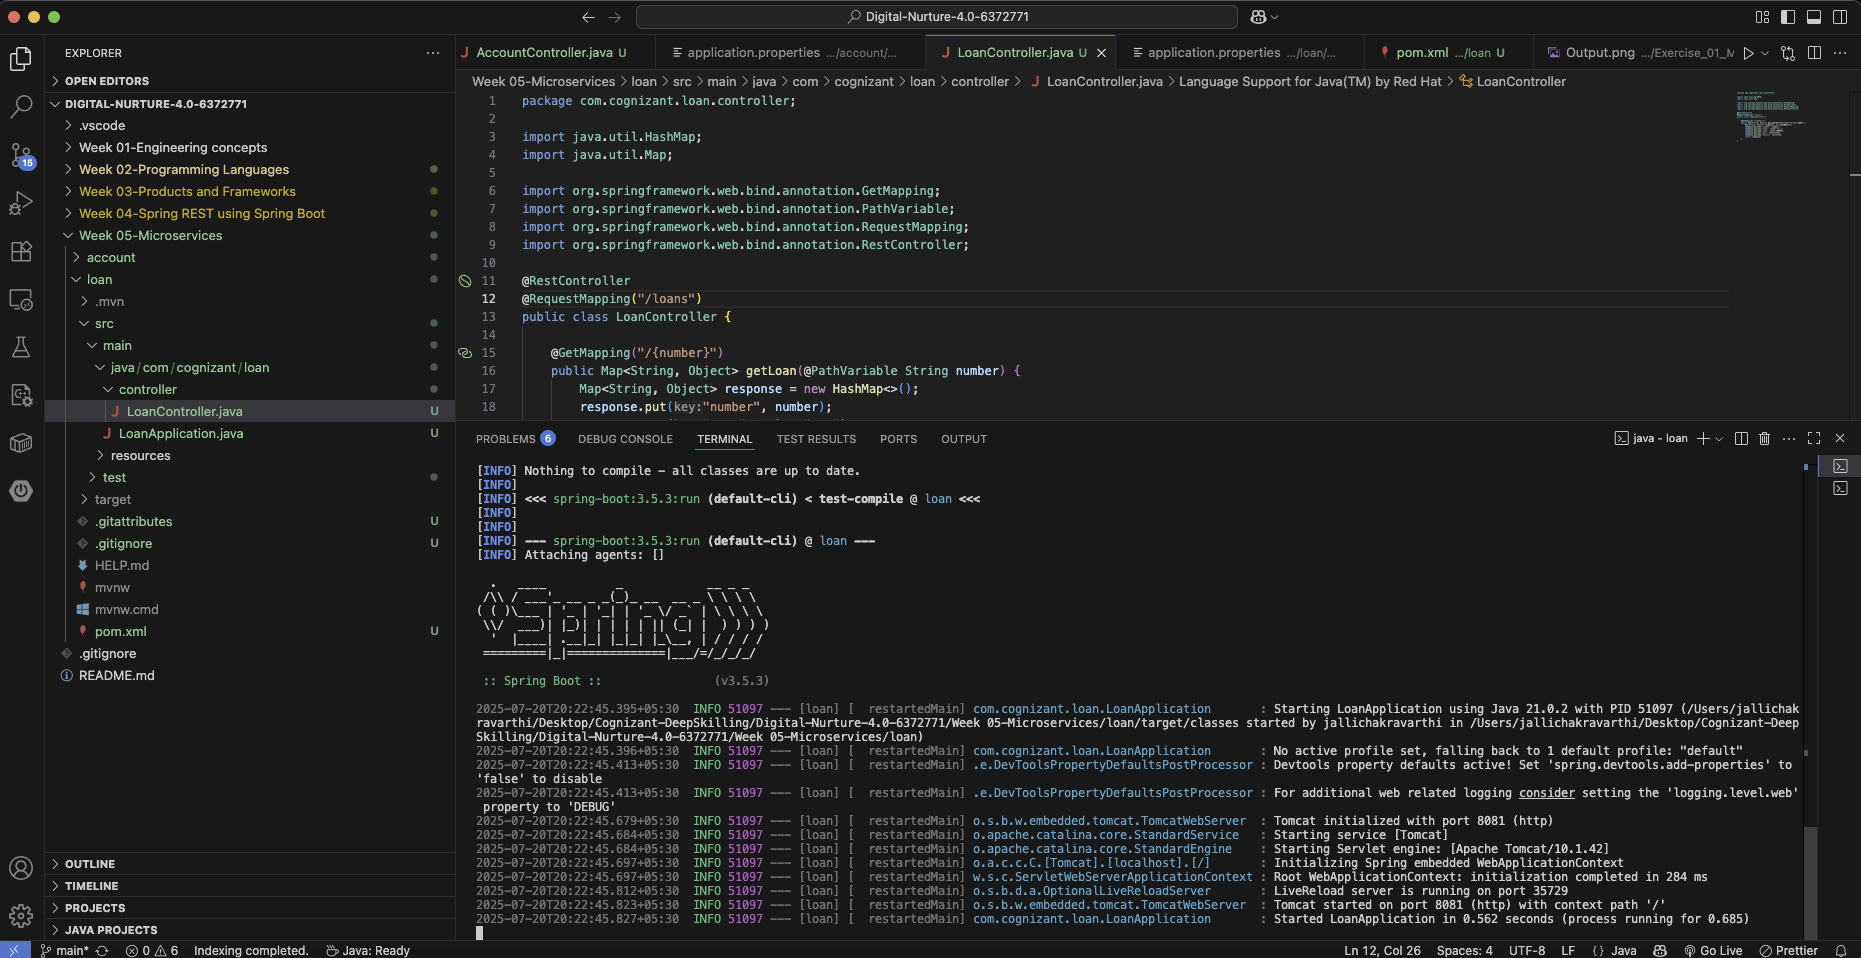 Digital-Nurture-4.0-6372771
EXPLORER
OPEN EDITORS
DIGITAL-NURTURE-4.0-6372771
.vscode
Week 01-Engineering concepts
Week 02-Programming Languages
Week 03-Products and Frameworks
Week 04-Spring REST using Spring Boot
Week 05-Microservices
account
loan
.mvn
src
main
java/com/cognizant/loan
controller
LoanController.java U
LoanApplication.java U
resources
test
target
.gitattributes U
.gitignore U
HELP.md
mvnw
mvnw.cmd
pom.xml U
.gitignore
README.md
OUTLINE
TIMELINE
PROJECTS
JAVA PROJECTS
15
AccountController.java U application.properties .../account/... LoanController.java U application.properties .../loan/... pom.xml .../loan U Output.png .../Exercise_01_M
Week 05-Microservices > loan > src > main > java > com > cognizant > loan > controller > LoanController.java > Language Support for Java(TM) by Red Hat > LoanController
1 package com.cognizant.loan.controller;
2
3 import java.util.HashMap;
4 import java.util.Map;
5
6 import org.springframework.web.bind.annotation.GetMapping;
7 import org.springframework.web.bind.annotation.PathVariable;
8 import org.springframework.web.bind.annotation.RequestMapping;
9 import org.springframework.web.bind.annotation.RestController;
10
11 @RestController
12 @RequestMapping("/loans")
13 public class LoanController {
14
15 @GetMapping("/{number}")
16 public Map<String, Object> getLoan(@PathVariable String number) {
17 Map<String, Object> response = new HashMap<>();
18 response.put(key:"number", number);
PROBLEMS 6 DEBUG CONSOLE TERMINAL TEST RESULTS PORTS OUTPUT java - loan
[INFO] Nothing to compile - all classes are up to date.
[INFO]
[INFO] <<< spring-boot:3.5.3:run (default-cli) < test-compile @ loan <<<
[INFO]
[INFO]
[INFO] --- spring-boot:3.5.3:run (default-cli) @ loan ---
[INFO] Attaching agents: []
Spring
:: Spring Boot :: (v3.5.3)
2025-07-20T20:22:45.395+05:30 INFO 51097 --- [loan] [ restartedMain] com.cognizant.loan.LoanApplication : Starting LoanApplication using Java 21.0.2 with PID 51097 (/Users/jallichak
ravarthi/Desktop/Cognizant-DeepSkilling/Digital-Nurture-4.0-6372771/Week 05-Microservices/loan/target/classes started by jallichakravarthi in /Users/jallichakravarthi/Desktop/Cognizant-Deep
Skilling/Digital-Nurture-4.0-6372771/Week 05-Microservices/loan)
2025-07-20T20:22:45.396+05:30 INFO 51097 --- [loan] [ restartedMain] com.cognizant.loan.LoanApplication : No active profile set, falling back to 1 default profile: "default"
2025-07-20T20:22:45.413+05:30 INFO 51097 --- [loan] [ restartedMain] .e.DevToolsPropertyDefaultsPostProcessor : Devtools property defaults active! Set 'spring.devtools.add-properties' to
'false' to disable
2025-07-20T20:22:45.413+05:30 INFO 51097 --- [loan] [ restartedMain] .e.DevToolsPropertyDefaultsPostProcessor : For additional web related logging consider setting the 'logging.level.web'
property to 'DEBUG'
2025-07-20T20:22:45.679+05:30 INFO 51097 --- [loan] [ restartedMain] o.s.b.w.embedded.tomcat.TomcatWebServer : Tomcat initialized with port 8081 (http)
2025-07-20T20:22:45.684+05:30 INFO 51097 --- [loan] [ restartedMain] o.apache.catalina.core.StandardService : Starting service [Tomcat]
2025-07-20T20:22:45.684+05:30 INFO 51097 --- [loan] [ restartedMain] o.apache.catalina.core.StandardEngine : Starting Servlet engine: [Apache Tomcat/10.1.42]
2025-07-20T20:22:45.697+05:30 INFO 51097 --- [loan] [ restartedMain] o.a.c.c.C.[Tomcat].[localhost].[/] : Initializing Spring embedded WebApplicationContext
2025-07-20T20:22:45.697+05:30 INFO 51097 --- [loan] [ restartedMain] w.s.c.ServletWebServerApplicationContext : Root WebApplicationContext: initialization completed in 284 ms
2025-07-20T20:22:45.812+05:30 INFO 51097 --- [loan] [ restartedMain] o.s.b.d.a.OptionalLiveReloadServer : LiveReload server is running on port 35729
2025-07-20T20:22:45.823+05:30 INFO 51097 --- [loan] [ restartedMain] o.s.b.w.embedded.tomcat.TomcatWebServer : Tomcat started on port 8081 (http) with context path '/'
2025-07-20T20:22:45.827+05:30 INFO 51097 --- [loan] [ restartedMain] com.cognizant.loan.LoanApplication : Started LoanApplication in 0.562 seconds (process running for 0.685)
main* 0 6 Indexing completed. Java: Ready Ln 12, Col 26 Spaces: 4 UTF-8 LF {} Java Go Live Prettier